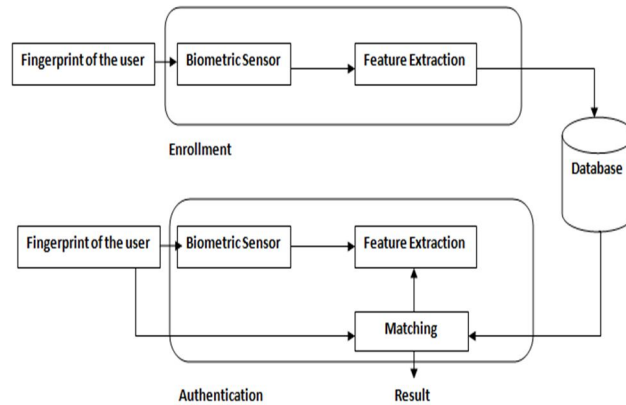 Fingerprint of the user
Biometric Sensor
Feature Extraction
Enrollment
Database
Fingerprint of the user
Biometric Sensor
Feature Extraction
Matching
Authentication
Result